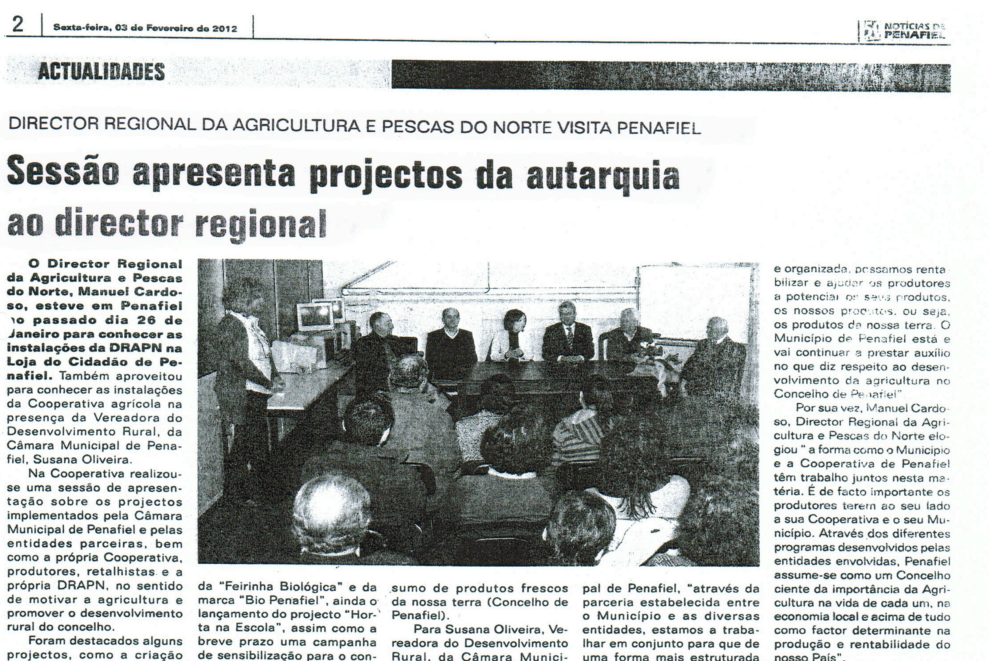 2
Sexta-feira, 03 de Fevereiro de 2012
NOTÍCIAS DE
PENAFIEL
ACTUALIDADES
DIRECTOR REGIONAL DA AGRICULTURA E PESCAS DO NORTE VISITA PENAFIEL
Sessão apresenta projectos da autarquia
ao director regional
O Director Regional
da Agricultura e Pescas
do Norte, Manuel Cardo-
so, esteve em Penafiel
no passado dia 26 de
Janeiro para conhecer as
instalações da DRAPN na
Loja do Cidadão de Pe-
nafiel. Também aproveitou
para conhecer as instalações
da Cooperativa agrícola na
presença da Vereadora do
Desenvolvimento Rural, da
Câmara Municipal de Pena-
fiel, Susana Oliveira.
Na Cooperativa realizou-
se uma sessão de apresen-
tação sobre os projectos
implementados pela Câmara
Municipal de Penafiel e pelas
entidades parceiras, bem
como a própria Cooperativa,
produtores, retalhistas e a
própria DRAPN, no sentido
de motivar a agricultura e
promover o desenvolvimento
rural do concelho.
Foram destacados alguns
projectos, como a criação
da "Feirinha Biológica" e da
marca "Bio Penafiel", ainda o
lançamento do projecto "Hor-
ta na Escola", assim como a
breve prazo uma campanha
de sensibilização para o con-
sumo de produtos frescos
da nossa terra (Concelho de
Penafiel).
Para Susana Oliveira, Ve-
readora do Desenvolvimento
Rural, da Câmara Munici-
pal de Penafiel, "através da
parceria estabelecida entre
o Município e as diversas
entidades, estamos a traba-
lhar em conjunto para que de
uma forma mais estruturada
e organizada, possamos renta-
bilizar e ajudar os produtores
a potenciar os seus produtos,
os nossos produtos, ou seja,
os produtos da nossa terra. O
Município de Penafiel está e
vai continuar a prestar auxílio
no que diz respeito ao desen-
volvimento da agricultura no
Concelho de Penafiel"
Por sua vez, Manuel Cardo-
so, Director Regional da Agri-
cultura e Pescas do Norte elo-
giou " a forma como o Município
e a Cooperativa de Penafiel
têm trabalho juntos nesta ma-
téria. É de facto importante os
produtores terem ao seu lado
a sua Cooperativa e o seu Mu-
nicípio. Através dos diferentes
programas desenvolvidos pelas
entidades envolvidas, Penafiel
assume-se como um Concelho
ciente da importância da Agri-
cultura na vida de cada um, na
economia local e acima de tudo
como factor determinante na
produção e rentabilidade do
nosso País".